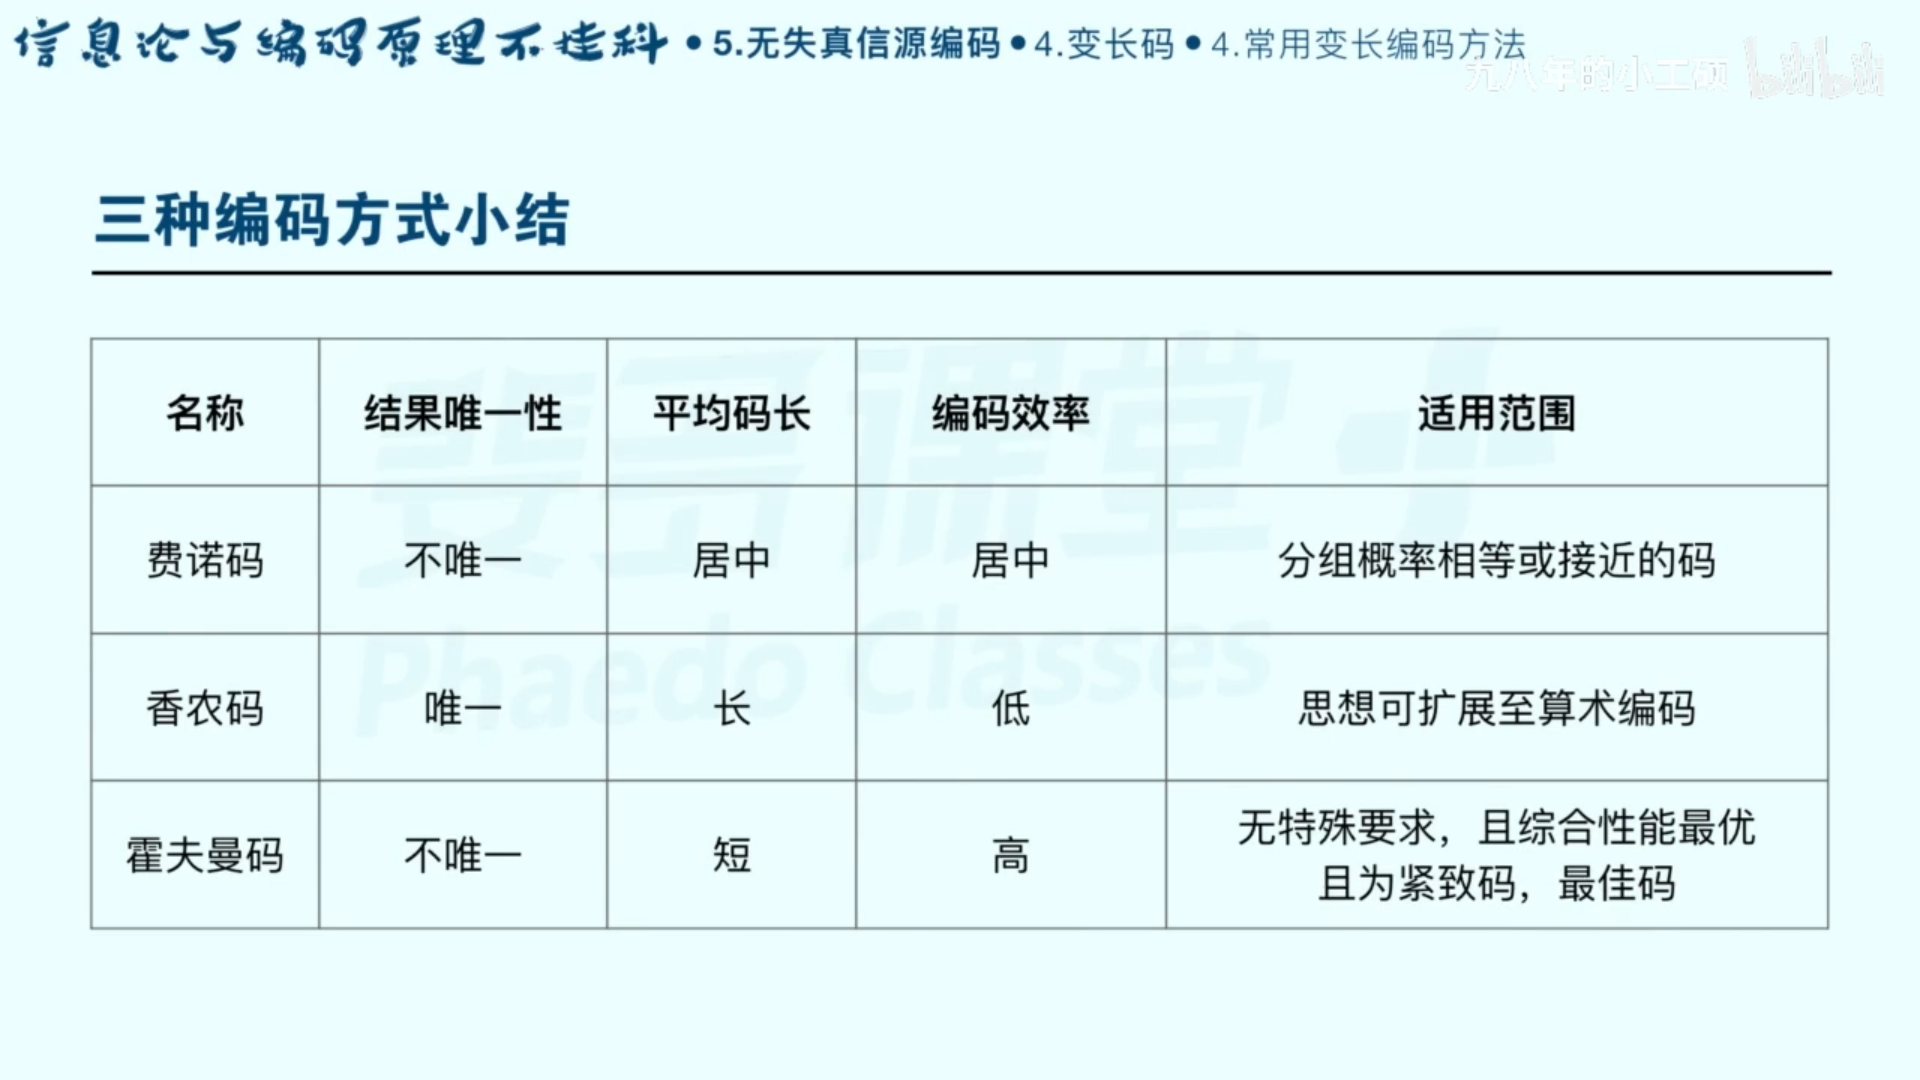 信息论与编码原理不挂科 • 5.无失真信源编码 • 4.变长码 • 4.常用变长编码方法
九八年的小工硕 bilibili
三种编码方式小结
名称 结果唯一性 平均码长 编码效率 适用范围
费诺码 不唯一 居中 居中 分组概率相等或接近的码
香农码 唯一 长 低 思想可扩展至算术编码
霍夫曼码 不唯一 短 高 无特殊要求，且综合性能最优
且为紧致码，最佳码
斐多课堂
Phaedo Classes